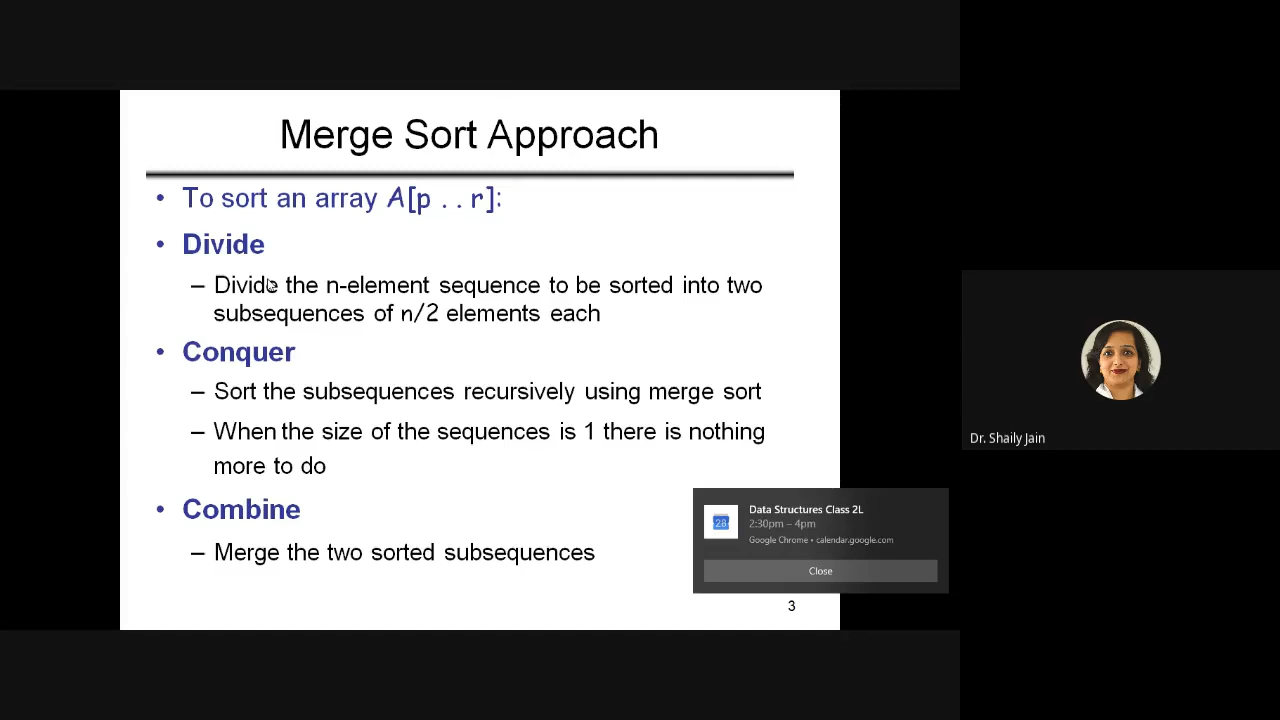 Merge Sort Approach
• To sort an array A[p . . r]:
• Divide
– Divide the n-element sequence to be sorted into two
subsequences of n/2 elements each
• Conquer
– Sort the subsequences recursively using merge sort
– When the size of the sequences is 1 there is nothing
more to do
• Combine
– Merge the two sorted subsequences
3
28
Data Structures Class 2L
2:30pm – 4pm
Google Chrome • calendar.google.com
Close
Dr. Shaily Jain